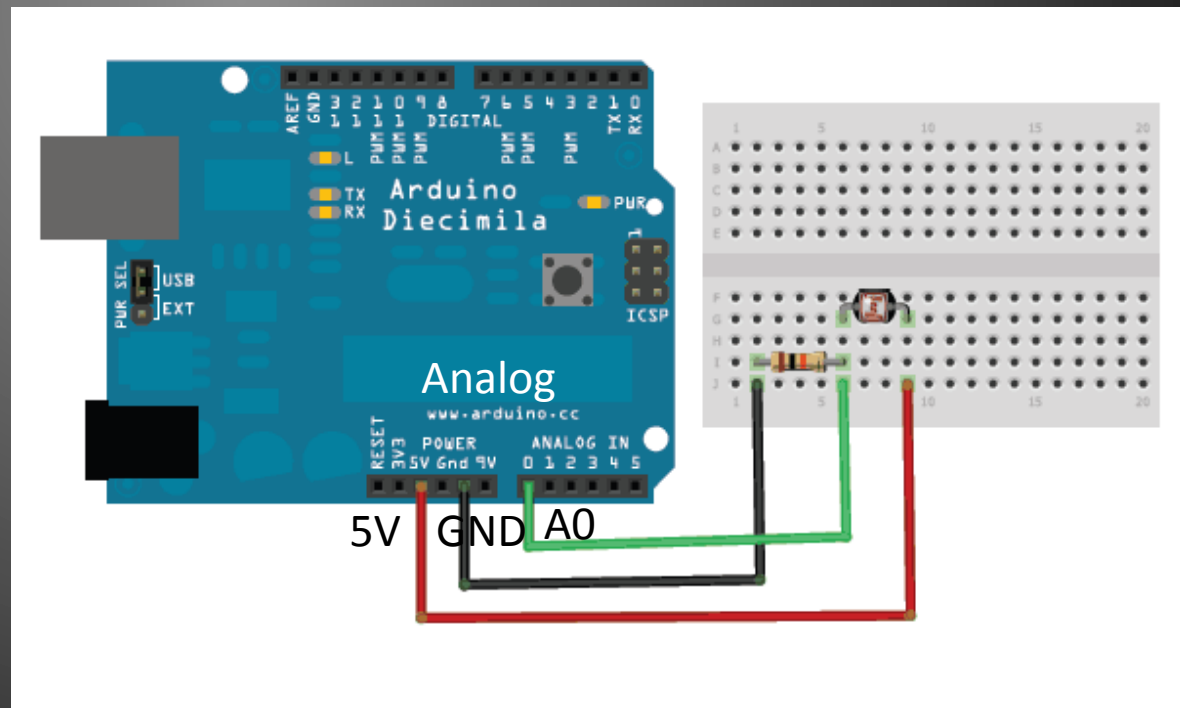 AREF GND 13 12 11 10 9 8 7 6 5 4 3 2 1 0
PWM PWM PWM PWM PWM PWM TX RX
DIGITAL
L
TX
RX
Arduino
Diecimila
PWR
1
ICSP
PWR SEL
USB
EXT
Analog
www.arduino.cc
RESET 3V3
POWER
5V Gnd 9V
ANALOG IN
0 1 2 3 4 5
5V GND A0
1 5 10 15 20
A
B
C
D
E
F
G
H
I
J
1 5 10 15 20